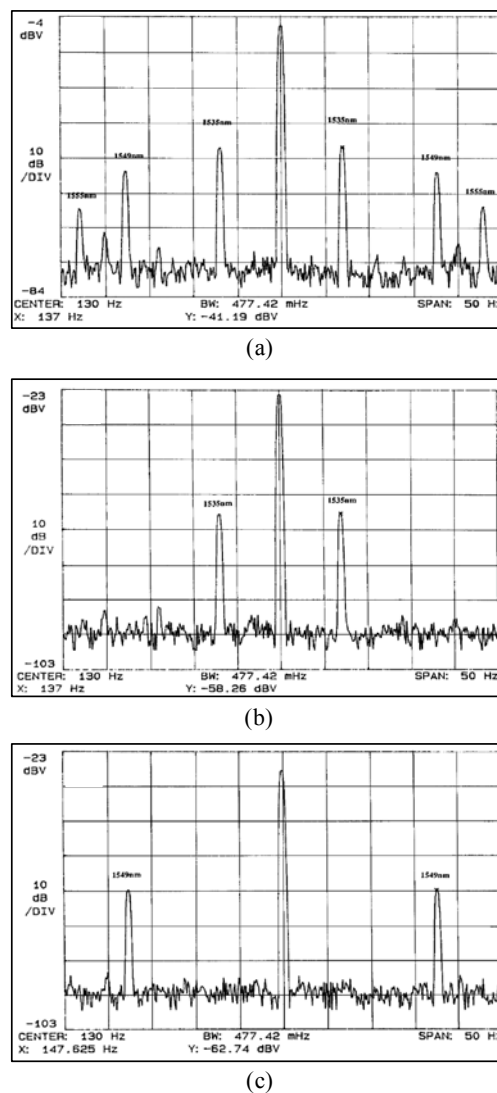 -4
dBV
1535nm
1535nm
10
dB
/DIV
1549nm
1549nm
1555nm
1555nm
-84
CENTER: 130 Hz BW: 477.42 mHz SPAN: 50 Hz
X: 137 Hz Y: -41.19 dBV
(a)
-23
dBV
1535nm
1535nm
10
dB
/DIV
-103
CENTER: 130 Hz BW: 477.42 mHz SPAN: 50 Hz
X: 137 Hz Y: -58.26 dBV
(b)
-23
dBV
1549nm
1549nm
10
dB
/DIV
-103
CENTER: 130 Hz BW: 477.42 mHz SPAN: 50 Hz
X: 147.625 Hz Y: -62.74 dBV
(c)